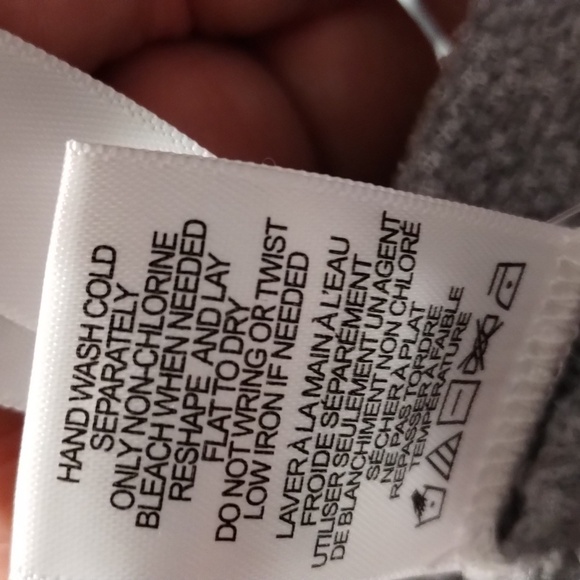 HAND WASH COLD
SEPARATELY
ONLY NON-CHLORINE
BLEACH WHEN NEEDED
RESHAPE AND LAY
FLAT TO DRY
DO NOT WRING OR TWIST
LOW IRON IF NEEDED
LAVER À LA MAIN À L'EAU
FROIDE SÉPARÉMENT
UTILISER SEULEMENT UN AGENT
DE BLANCHIMENT NON CHLORÉ
SÉCHER À PLAT
NE PAS TORDRE
REPASSER À FAIBLE
TEMPÉRATURE